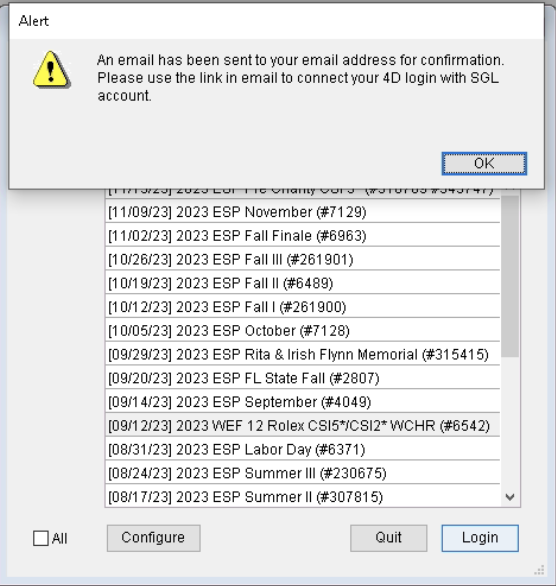 Alert
An email has been sent to your email address for confirmation.
Please use the link in email to connect your 4D login with SGL
account.
OK
[11/09/23] 2023 ESP November (#7129)
[11/02/23] 2023 ESP Fall Finale (#6963)
[10/26/23] 2023 ESP Fall III (#261901)
[10/19/23] 2023 ESP Fall II (#6489)
[10/12/23] 2023 ESP Fall I (#261900)
[10/05/23] 2023 ESP October (#7128)
[09/29/23] 2023 ESP Rita & Irish Flynn Memorial (#315415)
[09/20/23] 2023 ESP FL State Fall (#2807)
[09/14/23] 2023 ESP September (#4049)
[09/12/23] 2023 WEF 12 Rolex CSI5*/CSI2* WCHR (#6542)
[08/31/23] 2023 ESP Labor Day (#6371)
[08/24/23] 2023 ESP Summer III (#230675)
[08/17/23] 2023 ESP Summer II (#307815)
All
Configure
Quit
Login